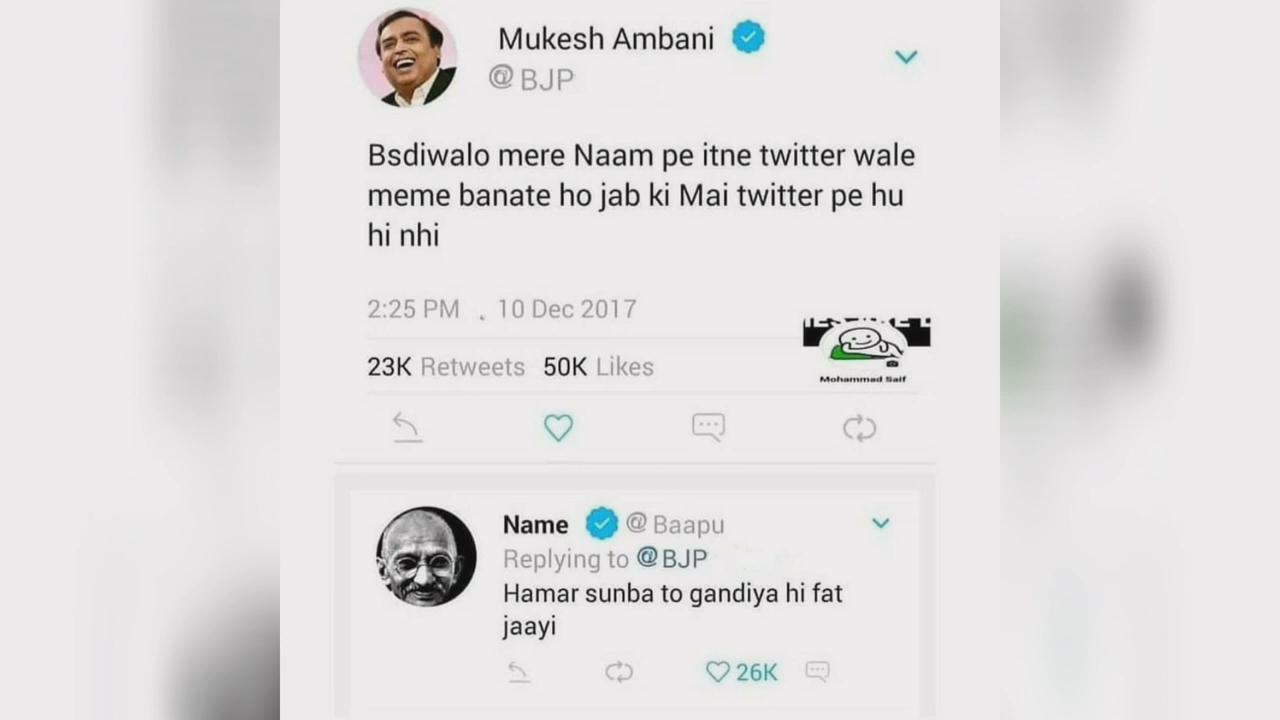 Mukesh Ambani
@BJP
Bsdiwalo mere Naam pe itne twitter wale
meme banate ho jab ki Mai twitter pe hu
hi nhi
2:25 PM . 10 Dec 2017
23K Retweets 50K Likes
Mohammad Saif
Name @Baapu
Replying to @BJP
Hamar sunba to gandiya hi fat
jaayi
26K